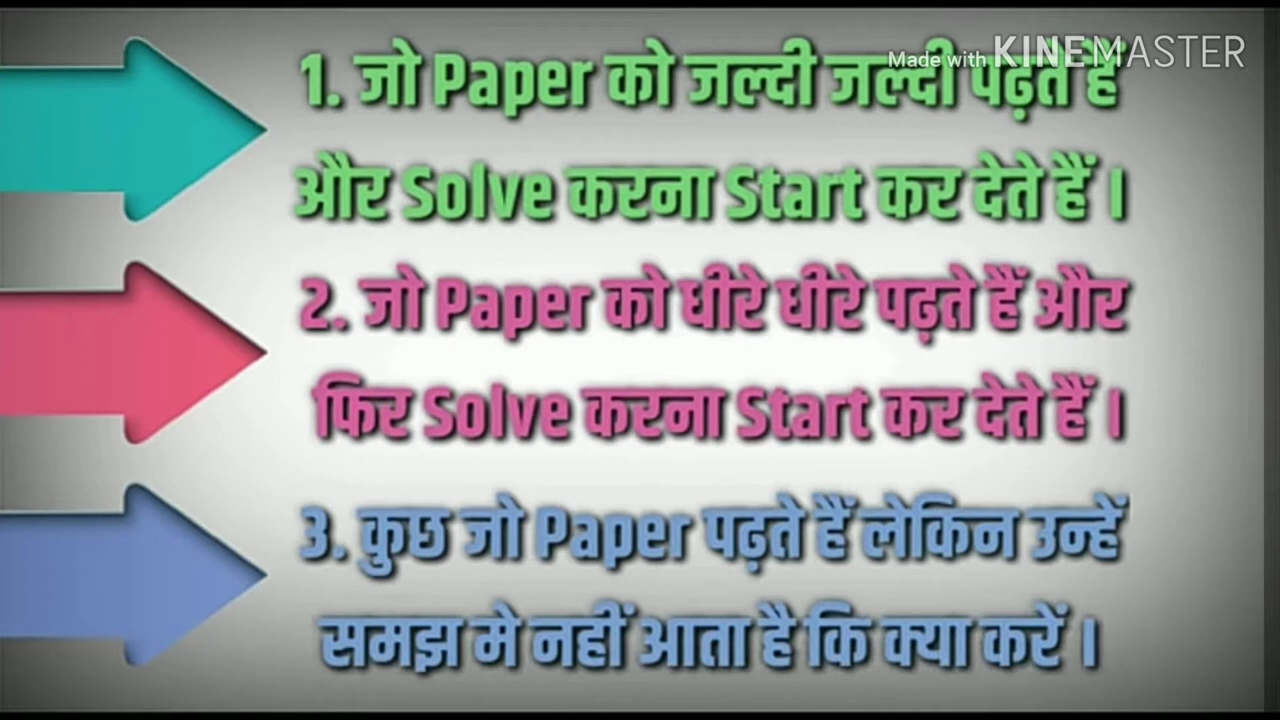 Made with KINEMASTER
1. जो Paper को जल्दी जल्दी पढ़ते हैं
और Solve करना Start कर देते हैं ।
2. जो Paper को धीरे धीरे पढ़ते हैं और
फिर Solve करना Start कर देते हैं ।
3. कुछ जो Paper पढ़ते हैं लेकिन उन्हें
समझ मे नहीं आता है कि क्या करें ।